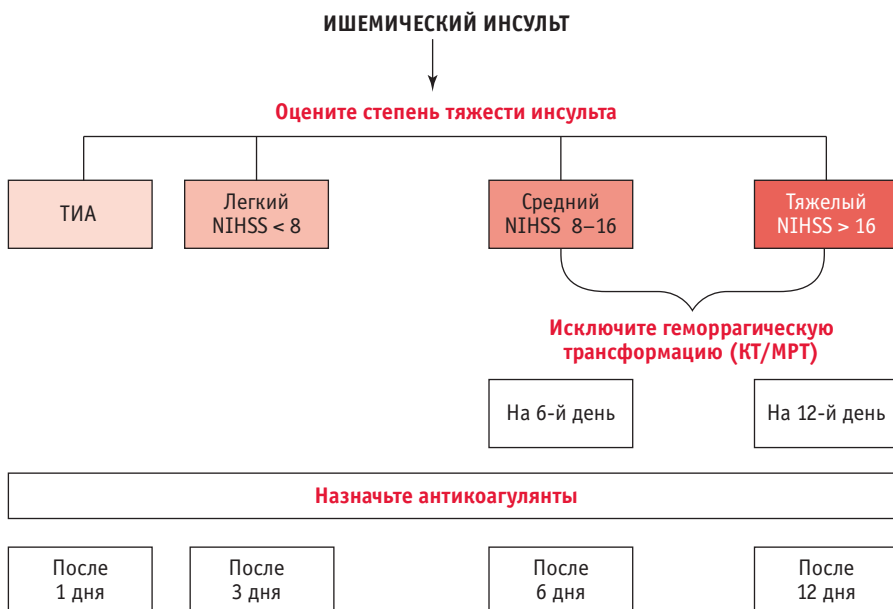 ИШЕМИЧЕСКИЙ ИНСУЛЬТ
Оцените степень тяжести инсульта
ТИА
Легкий
NIHSS < 8
Средний
NIHSS 8–16
Тяжелый
NIHSS > 16
Исключите геморрагическую
трансформацию (КТ/МРТ)
На 6-й день
На 12-й день
Назначьте антикоагулянты
После
1 дня
После
3 дня
После
6 дня
После
12 дня